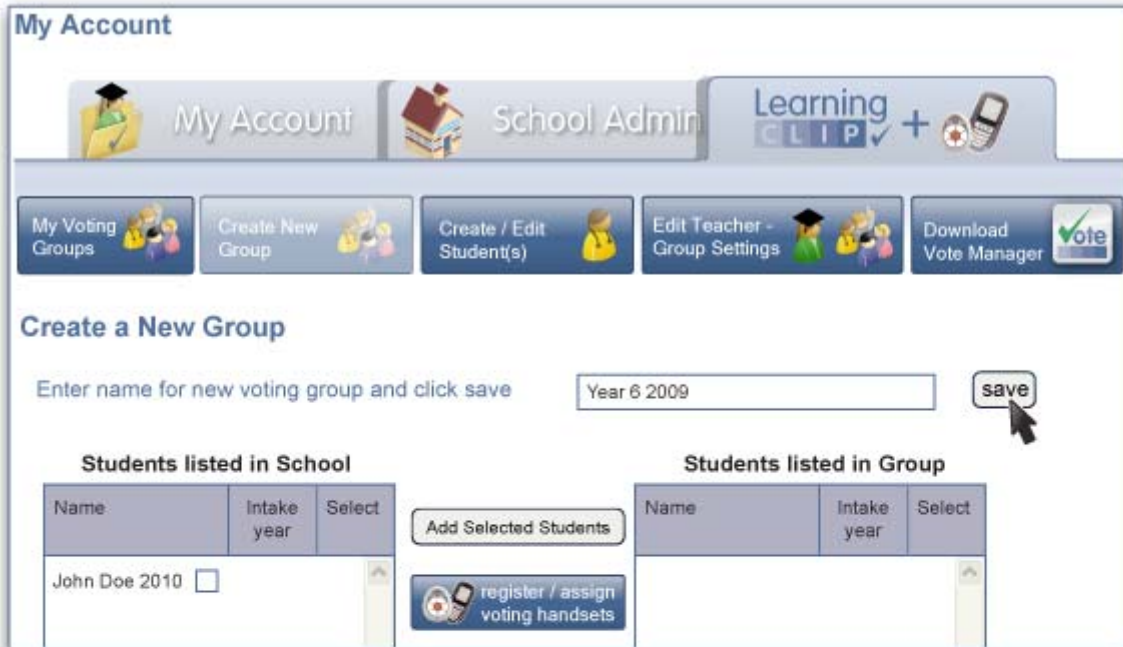 My Account
My Account
School Admin
Learning
CLIP
+
My Voting
Groups
Create New
Group
Create / Edit
Student(s)
Edit Teacher -
Group Settings
Download
Vote Manager
Vote
Create a New Group
Enter name for new voting group and click save
Year 6 2009
save
Students listed in School
Students listed in Group
Name
Intake
year
Select
Add Selected Students
Name
Intake
year
Select
John Doe 2010
register / assign
voting handsets